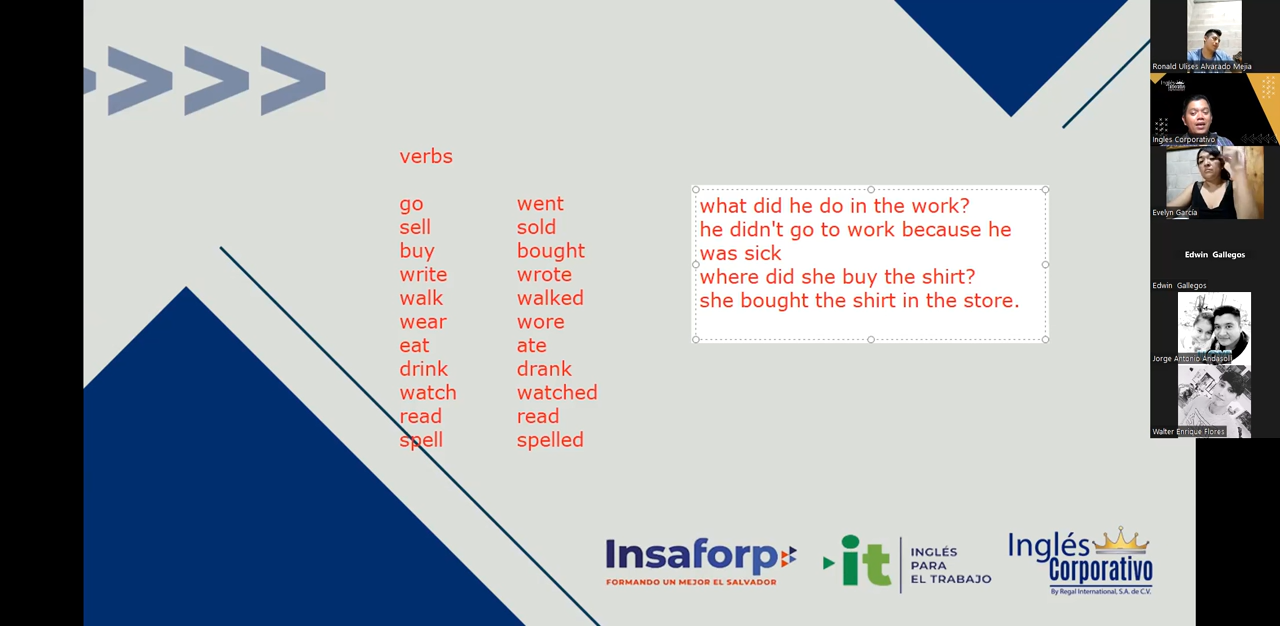 verbs
go went
sell sold
buy bought
write wrote
walk walked
wear wore
eat ate
drink drank
watch watched
read read
spell spelled
what did he do in the work?
he didn't go to work because he
was sick
where did she buy the shirt?
she bought the shirt in the store.
Insaforp
FORMANDO UN MEJOR EL SALVADOR
it
INGLÉS
PARA
EL TRABAJO
Inglés
Corporativo
By Regal International, S.A. de C.V.
Ronald Ulises Alvarado Mejia
Inglés
Corporativo
Ingles Corporativo
Evelyn García
Edwin Gallegos
Edwin Gallegos
Jorge Antonio Andasol
Walter Enrique Flores